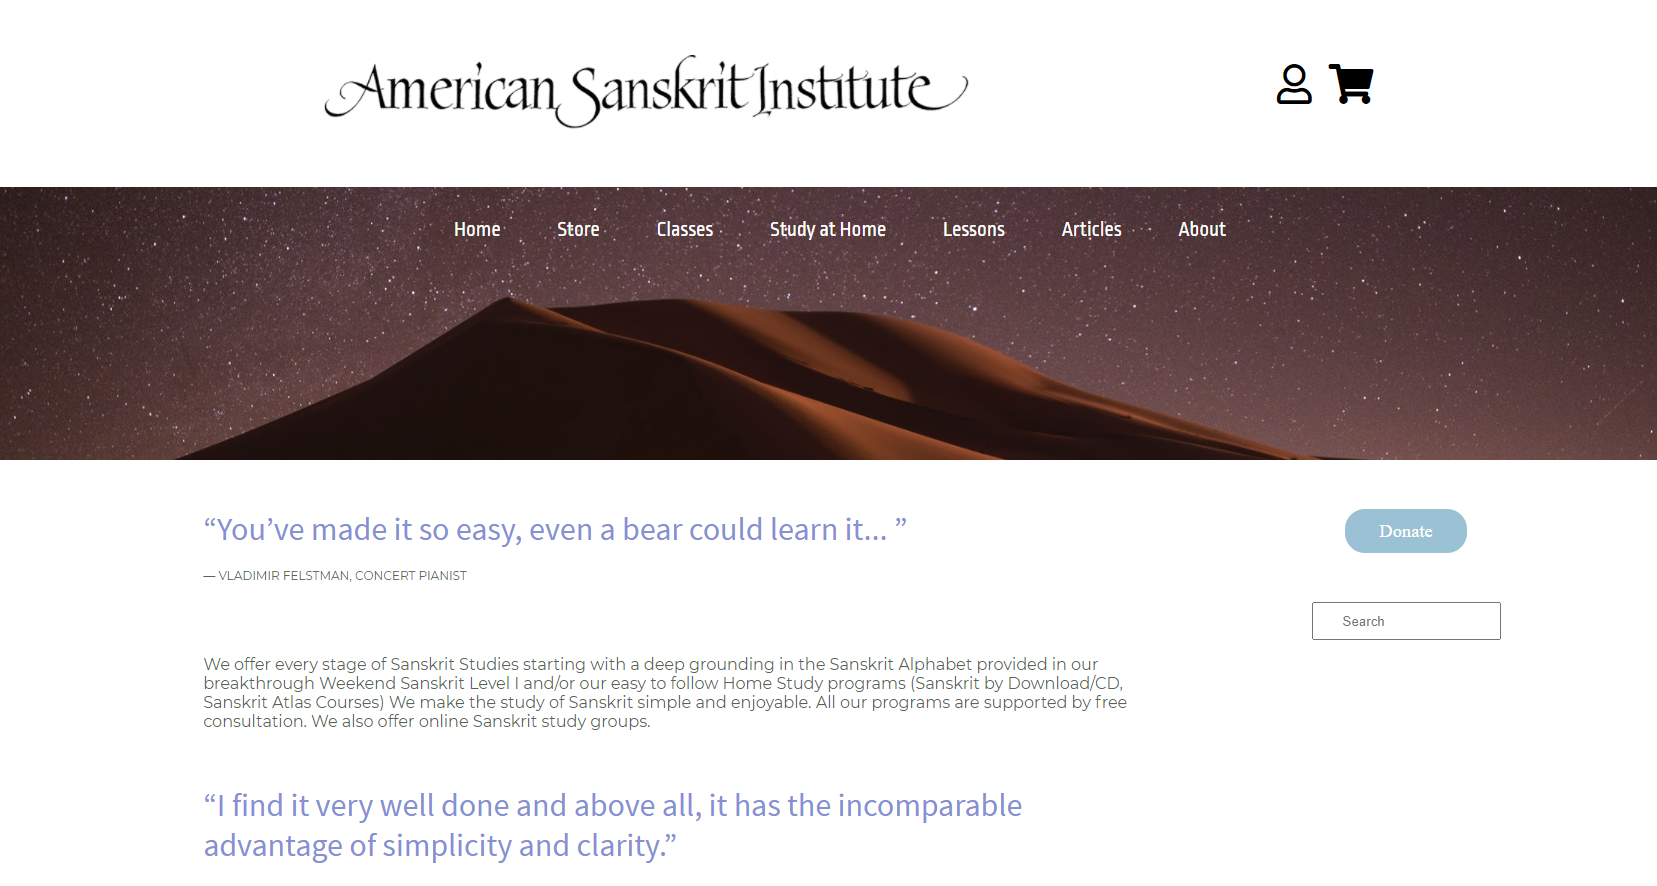 American Sanskrit Institute
Home Store Classes Study at Home Lessons Articles About
“You’ve made it so easy, even a bear could learn it... ”
Donate
— VLADIMIR FELSTMAN, CONCERT PIANIST
Search
We offer every stage of Sanskrit Studies starting with a deep grounding in the Sanskrit Alphabet provided in our
breakthrough Weekend Sanskrit Level I and/or our easy to follow Home Study programs (Sanskrit by Download/CD,
Sanskrit Atlas Courses) We make the study of Sanskrit simple and enjoyable. All our programs are supported by free
consultation. We also offer online Sanskrit study groups.
“I find it very well done and above all, it has the incomparable
advantage of simplicity and clarity.”